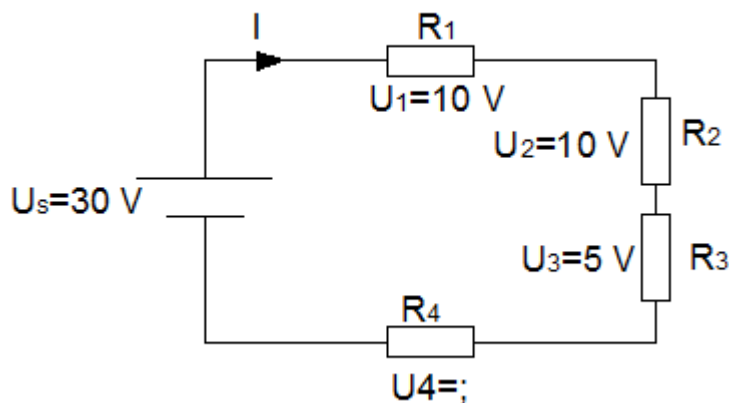 I
R₁
U₁=10 V
U₂=10 V
R₂
Uₛ=30 V
U₃=5 V
R₃
R₄
U4=;